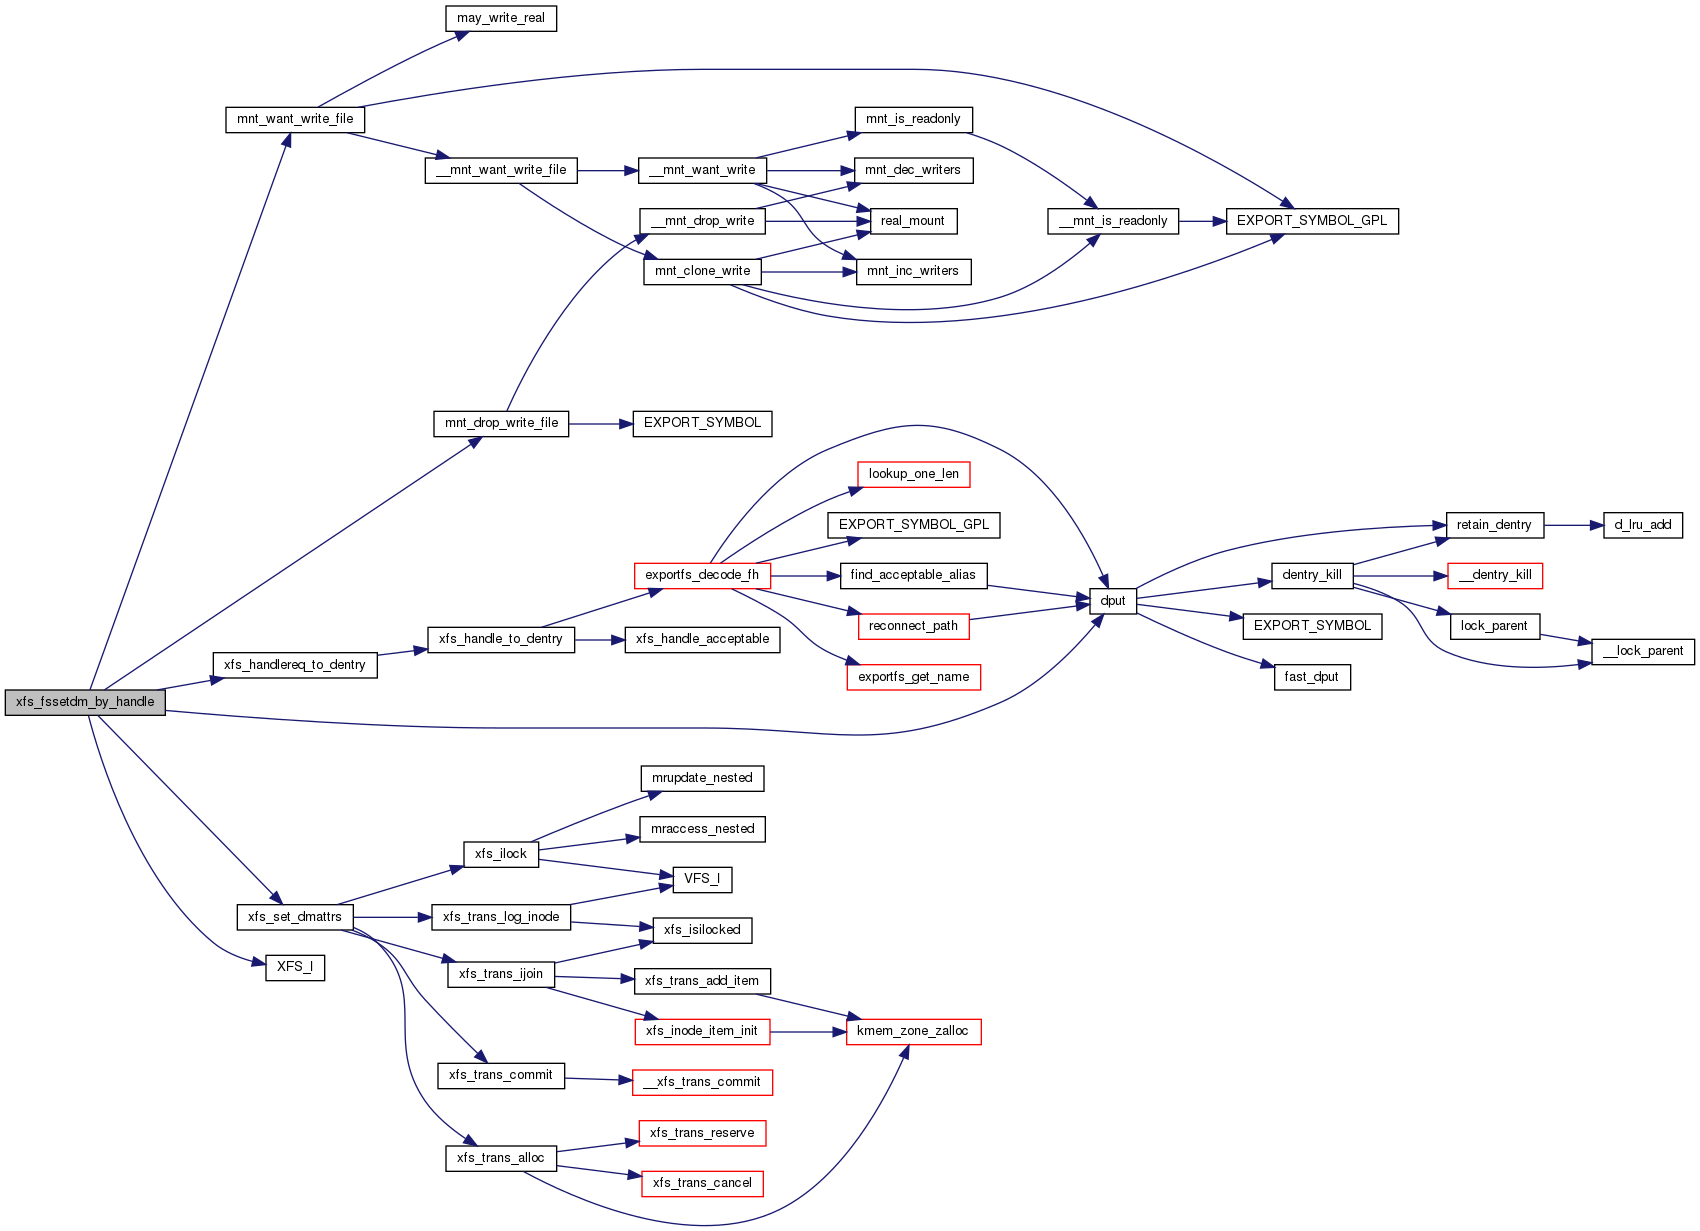 may_write_real
mnt_want_write_file
mnt_is_readonly
__mnt_want_write_file
__mnt_want_write
mnt_dec_writers
__mnt_drop_write
real_mount
__mnt_is_readonly
EXPORT_SYMBOL_GPL
mnt_clone_write
mnt_inc_writers
mnt_drop_write_file
EXPORT_SYMBOL
lookup_one_len
EXPORT_SYMBOL_GPL
retain_dentry
d_lru_add
exportfs_decode_fh
find_acceptable_alias
dentry_kill
__dentry_kill
dput
xfs_handle_to_dentry
xfs_handle_acceptable
reconnect_path
EXPORT_SYMBOL
lock_parent
__lock_parent
xfs_handlereq_to_dentry
exportfs_get_name
fast_dput
xfs_fssetdm_by_handle
mrupdate_nested
mraccess_nested
xfs_ilock
VFS_I
xfs_set_dmattrs
xfs_trans_log_inode
xfs_isilocked
XFS_I
xfs_trans_ijoin
xfs_trans_add_item
xfs_inode_item_init
kmem_zone_zalloc
xfs_trans_commit
__xfs_trans_commit
xfs_trans_reserve
xfs_trans_alloc
xfs_trans_cancel